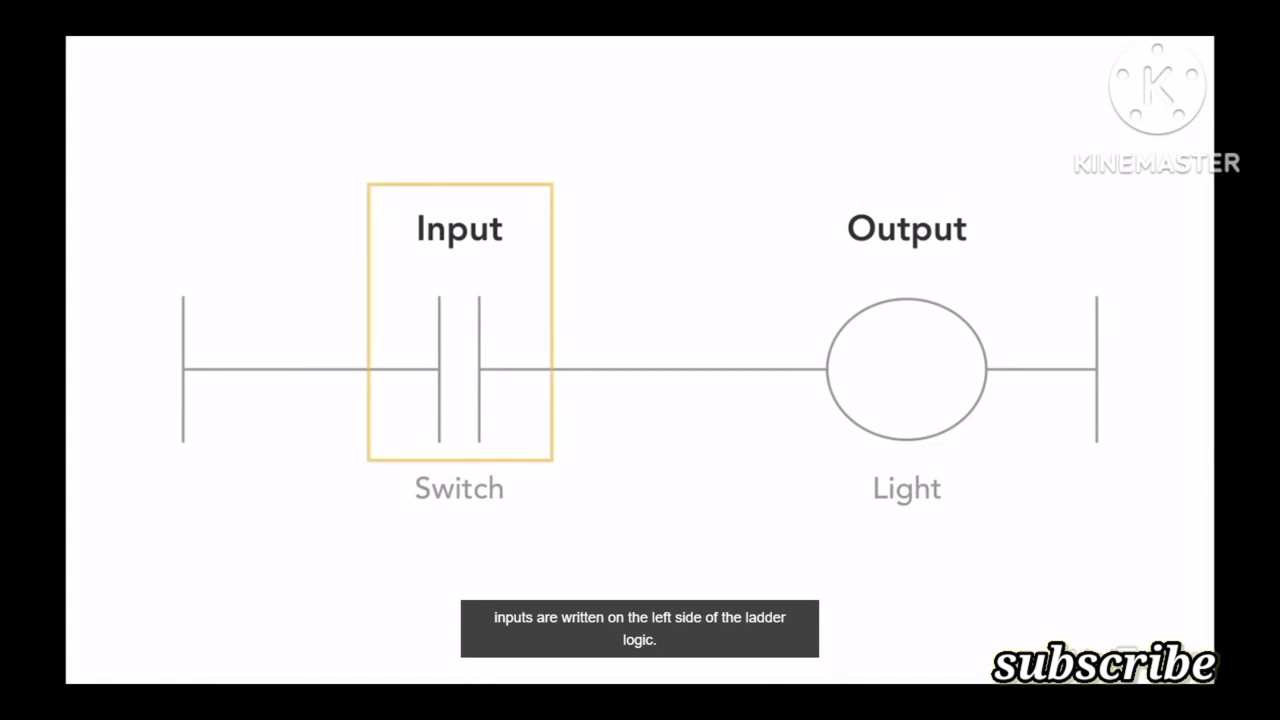 K
KINEMASTER
Input
Output
Switch
Light
inputs are written on the left side of the ladder
logic.
subscribe